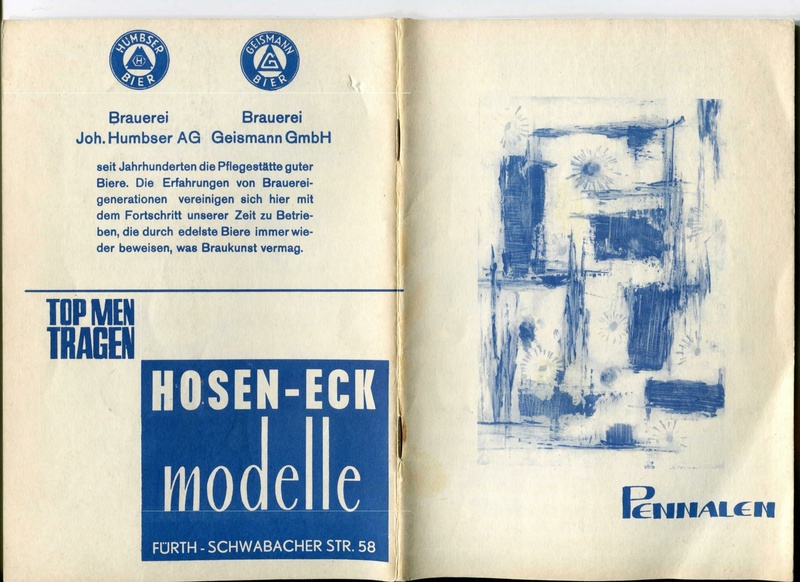 HUMBSER
H
BIER
GEISMANN
G
BIER
Brauerei
Joh. Humbser AG
Brauerei
Geismann GmbH
seit Jahrhunderten die Pflegestätte guter
Biere. Die Erfahrungen von Brauerei-
generationen vereinigen sich hier mit
dem Fortschritt unserer Zeit zu Betrie-
ben, die durch edelste Biere immer wie-
der beweisen, was Braukunst vermag.
TOP MEN
TRAGEN
HOSEN-ECK
modelle
FÜRTH - SCHWABACHER STR. 58
PENNALEN